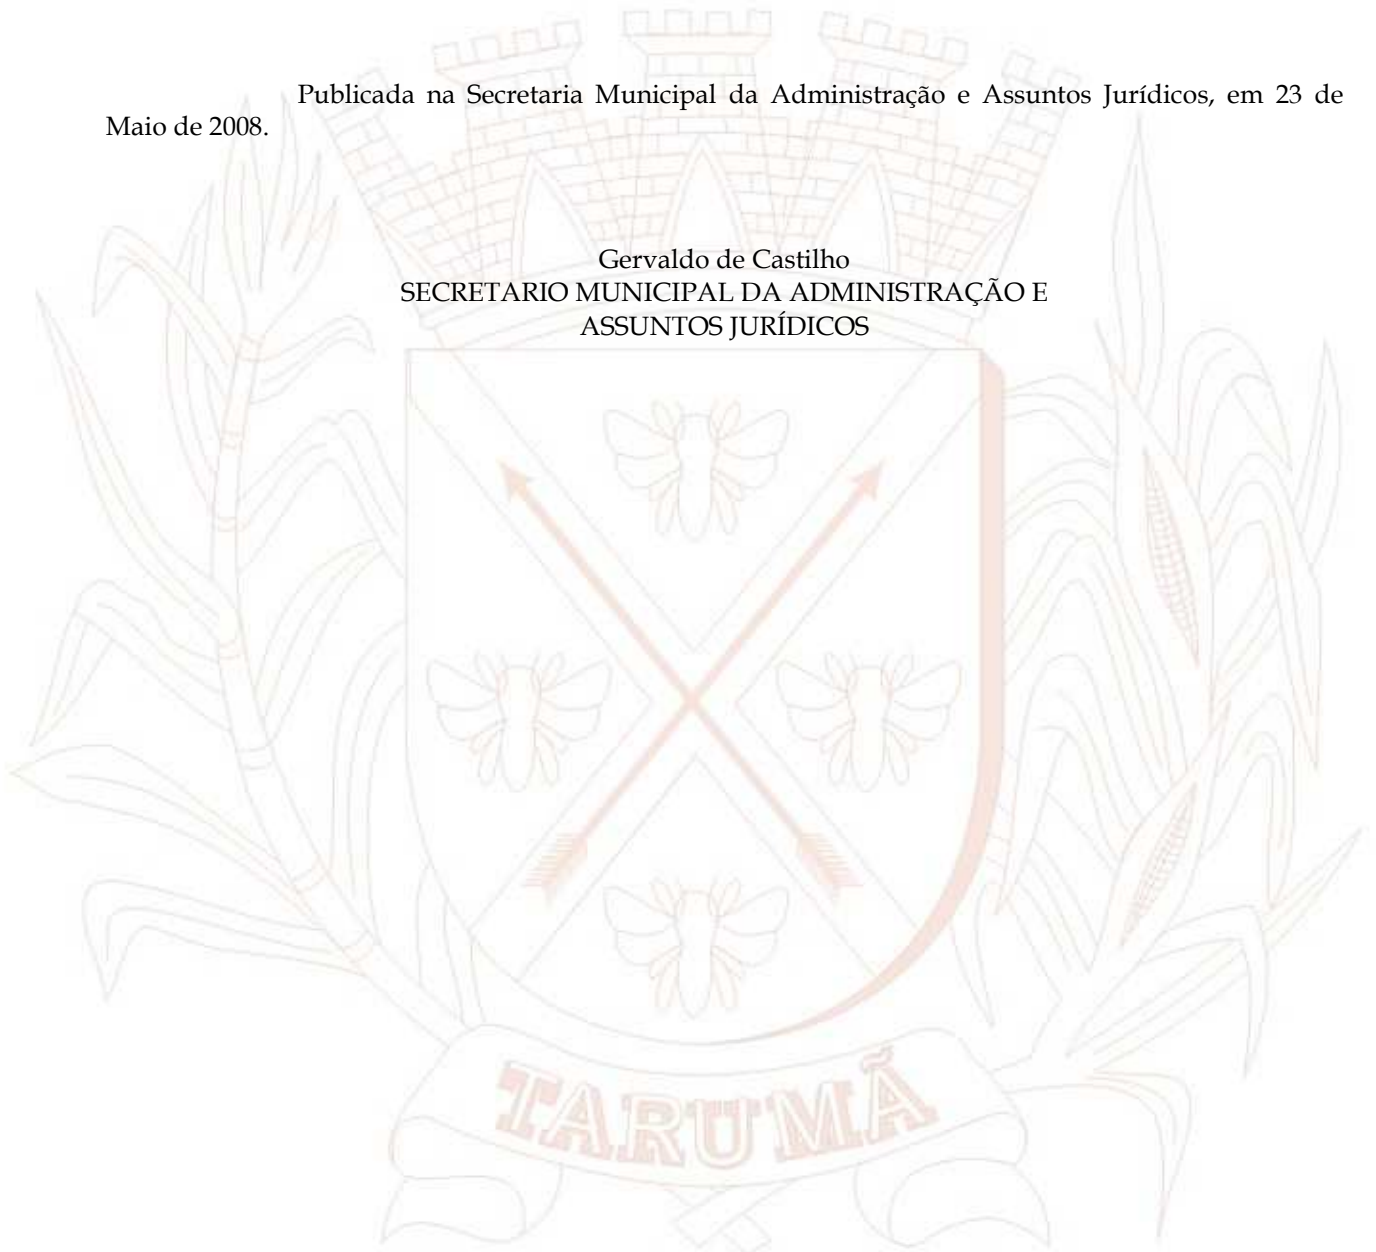 Publicada na Secretaria Municipal da Administração e Assuntos Jurídicos, em 23 de
Maio de 2008.
Gervaldo de Castilho
SECRETARIO MUNICIPAL DA ADMINISTRAÇÃO E
ASSUNTOS JURÍDICOS
TARUMÃ